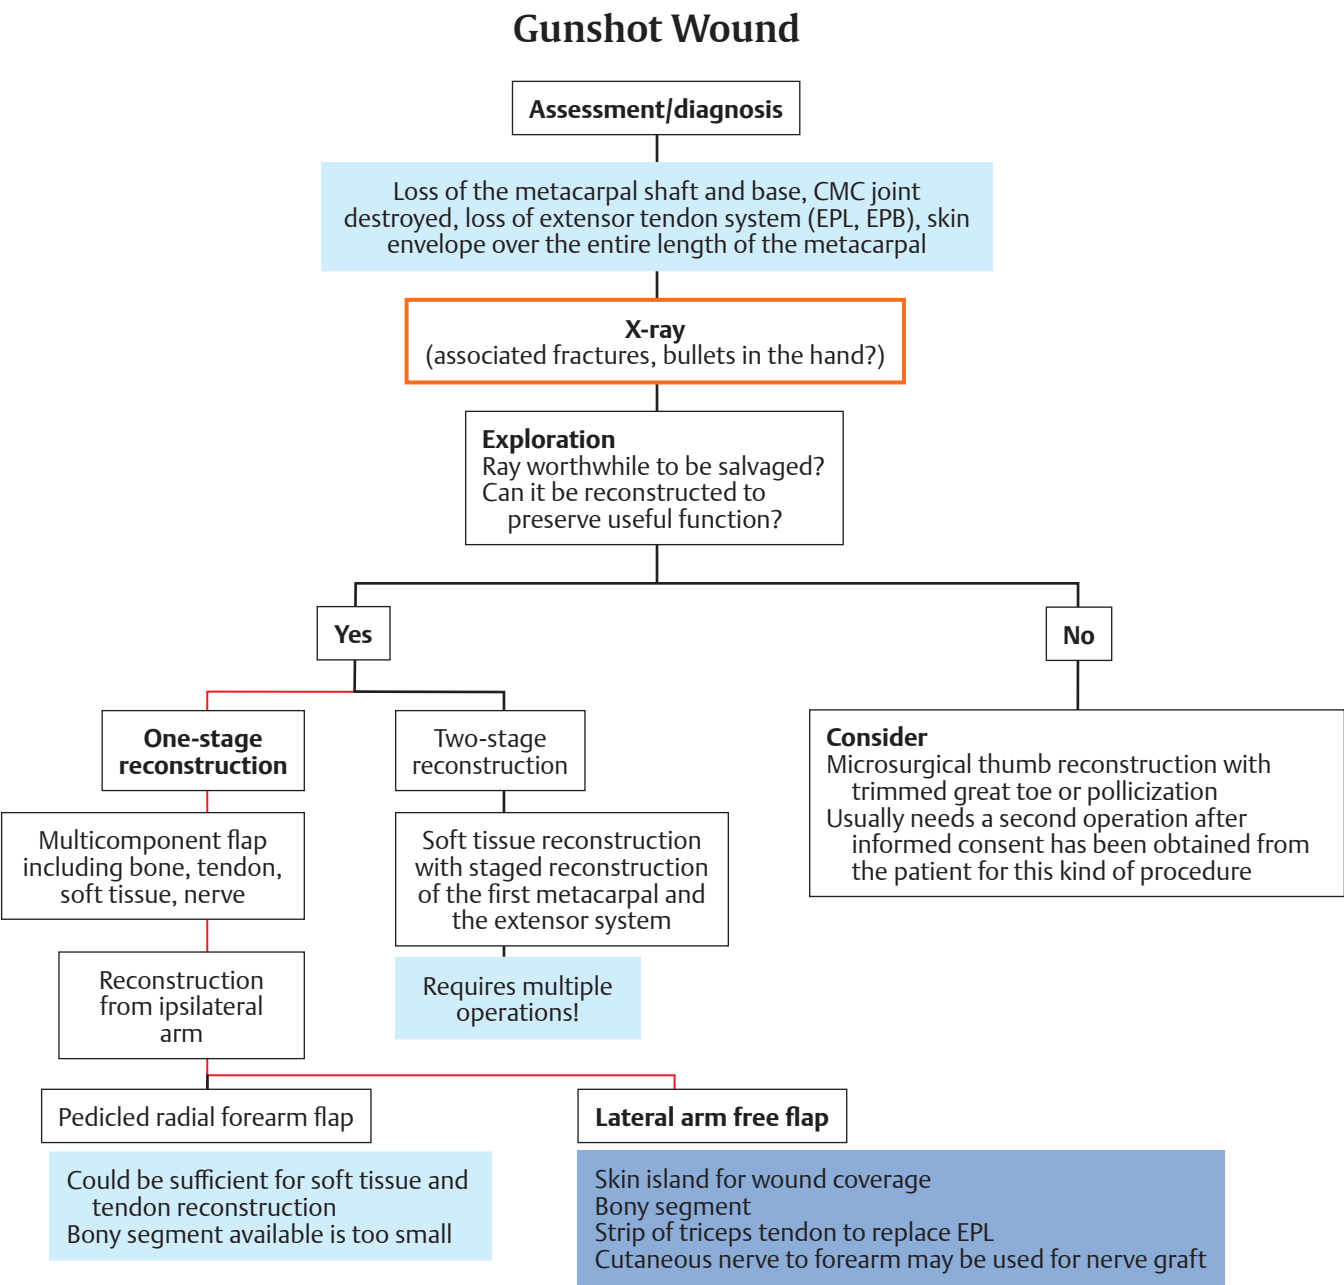 Gunshot Wound
Assessment/diagnosis
Loss of the metacarpal shaft and base, CMC joint
destroyed, loss of extensor tendon system (EPL, EPB), skin
envelope over the entire length of the metacarpal
X-ray
(associated fractures, bullets in the hand?)
Exploration
Ray worthwhile to be salvaged?
Can it be reconstructed to
preserve useful function?
Yes
No
One-stage
reconstruction
Two-stage
reconstruction
Consider
Microsurgical thumb reconstruction with
trimmed great toe or pollicization
Usually needs a second operation after
informed consent has been obtained from
the patient for this kind of procedure
Multicomponent flap
including bone, tendon,
soft tissue, nerve
Soft tissue reconstruction
with staged reconstruction
of the first metacarpal and
the extensor system
Reconstruction
from ipsilateral
arm
Requires multiple
operations!
Pedicled radial forearm flap
Lateral arm free flap
Could be sufficient for soft tissue and
tendon reconstruction
Bony segment available is too small
Skin island for wound coverage
Bony segment
Strip of triceps tendon to replace EPL
Cutaneous nerve to forearm may be used for nerve graft